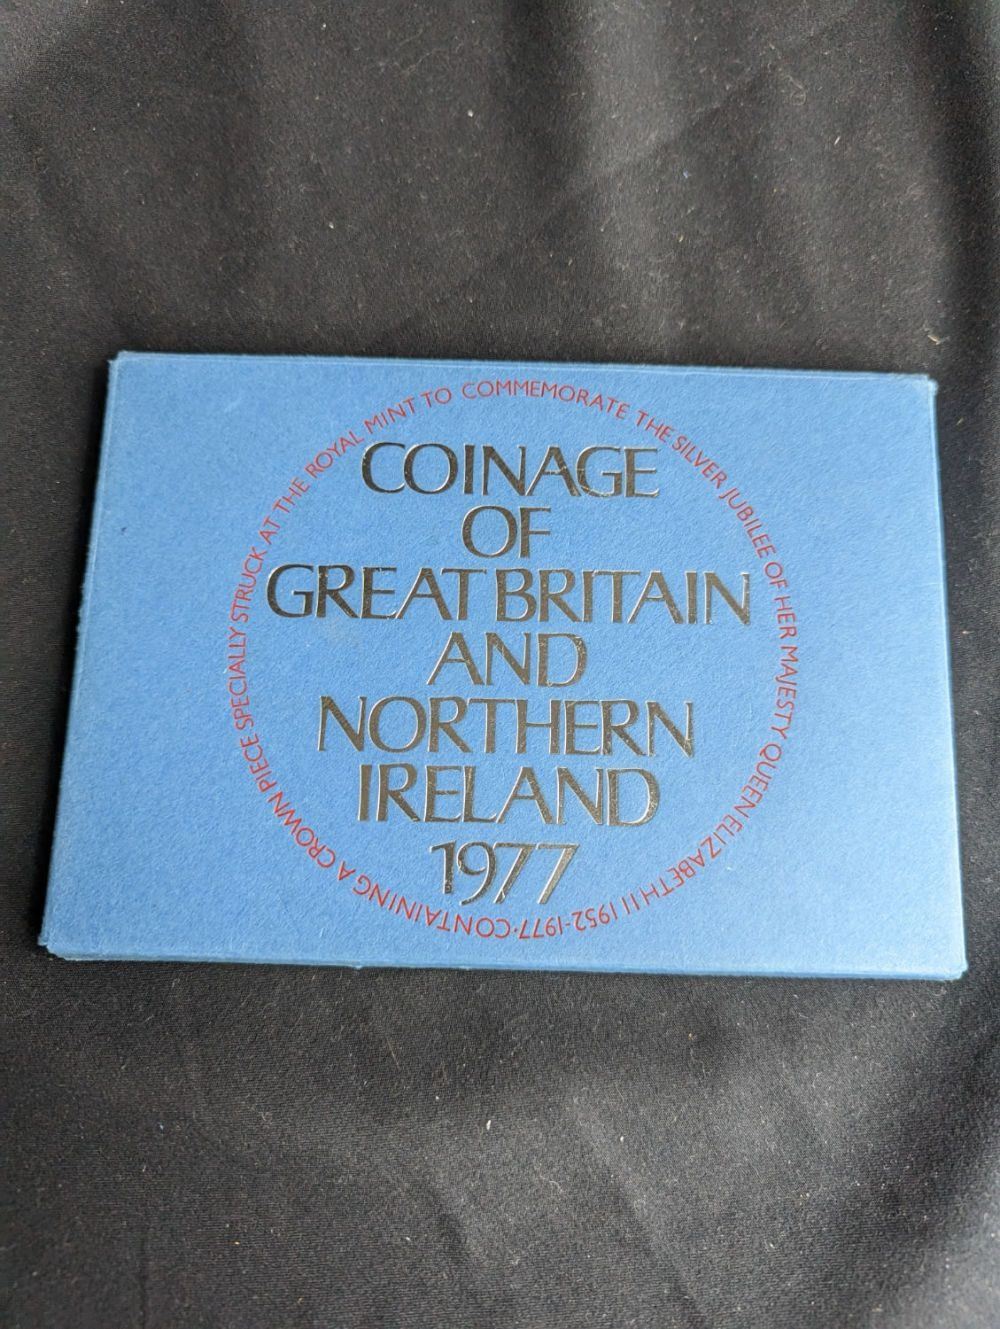 COINAGE
OF
GREAT BRITAIN
AND
NORTHERN
IRELAND
1977
CONTAINING A CROWN PIECE SPECIALLY STRUCK AT THE ROYAL MINT TO COMMEMORATE THE SILVER JUBILEE OF HER MAJESTY QUEEN ELIZABETH II 1952-1977·